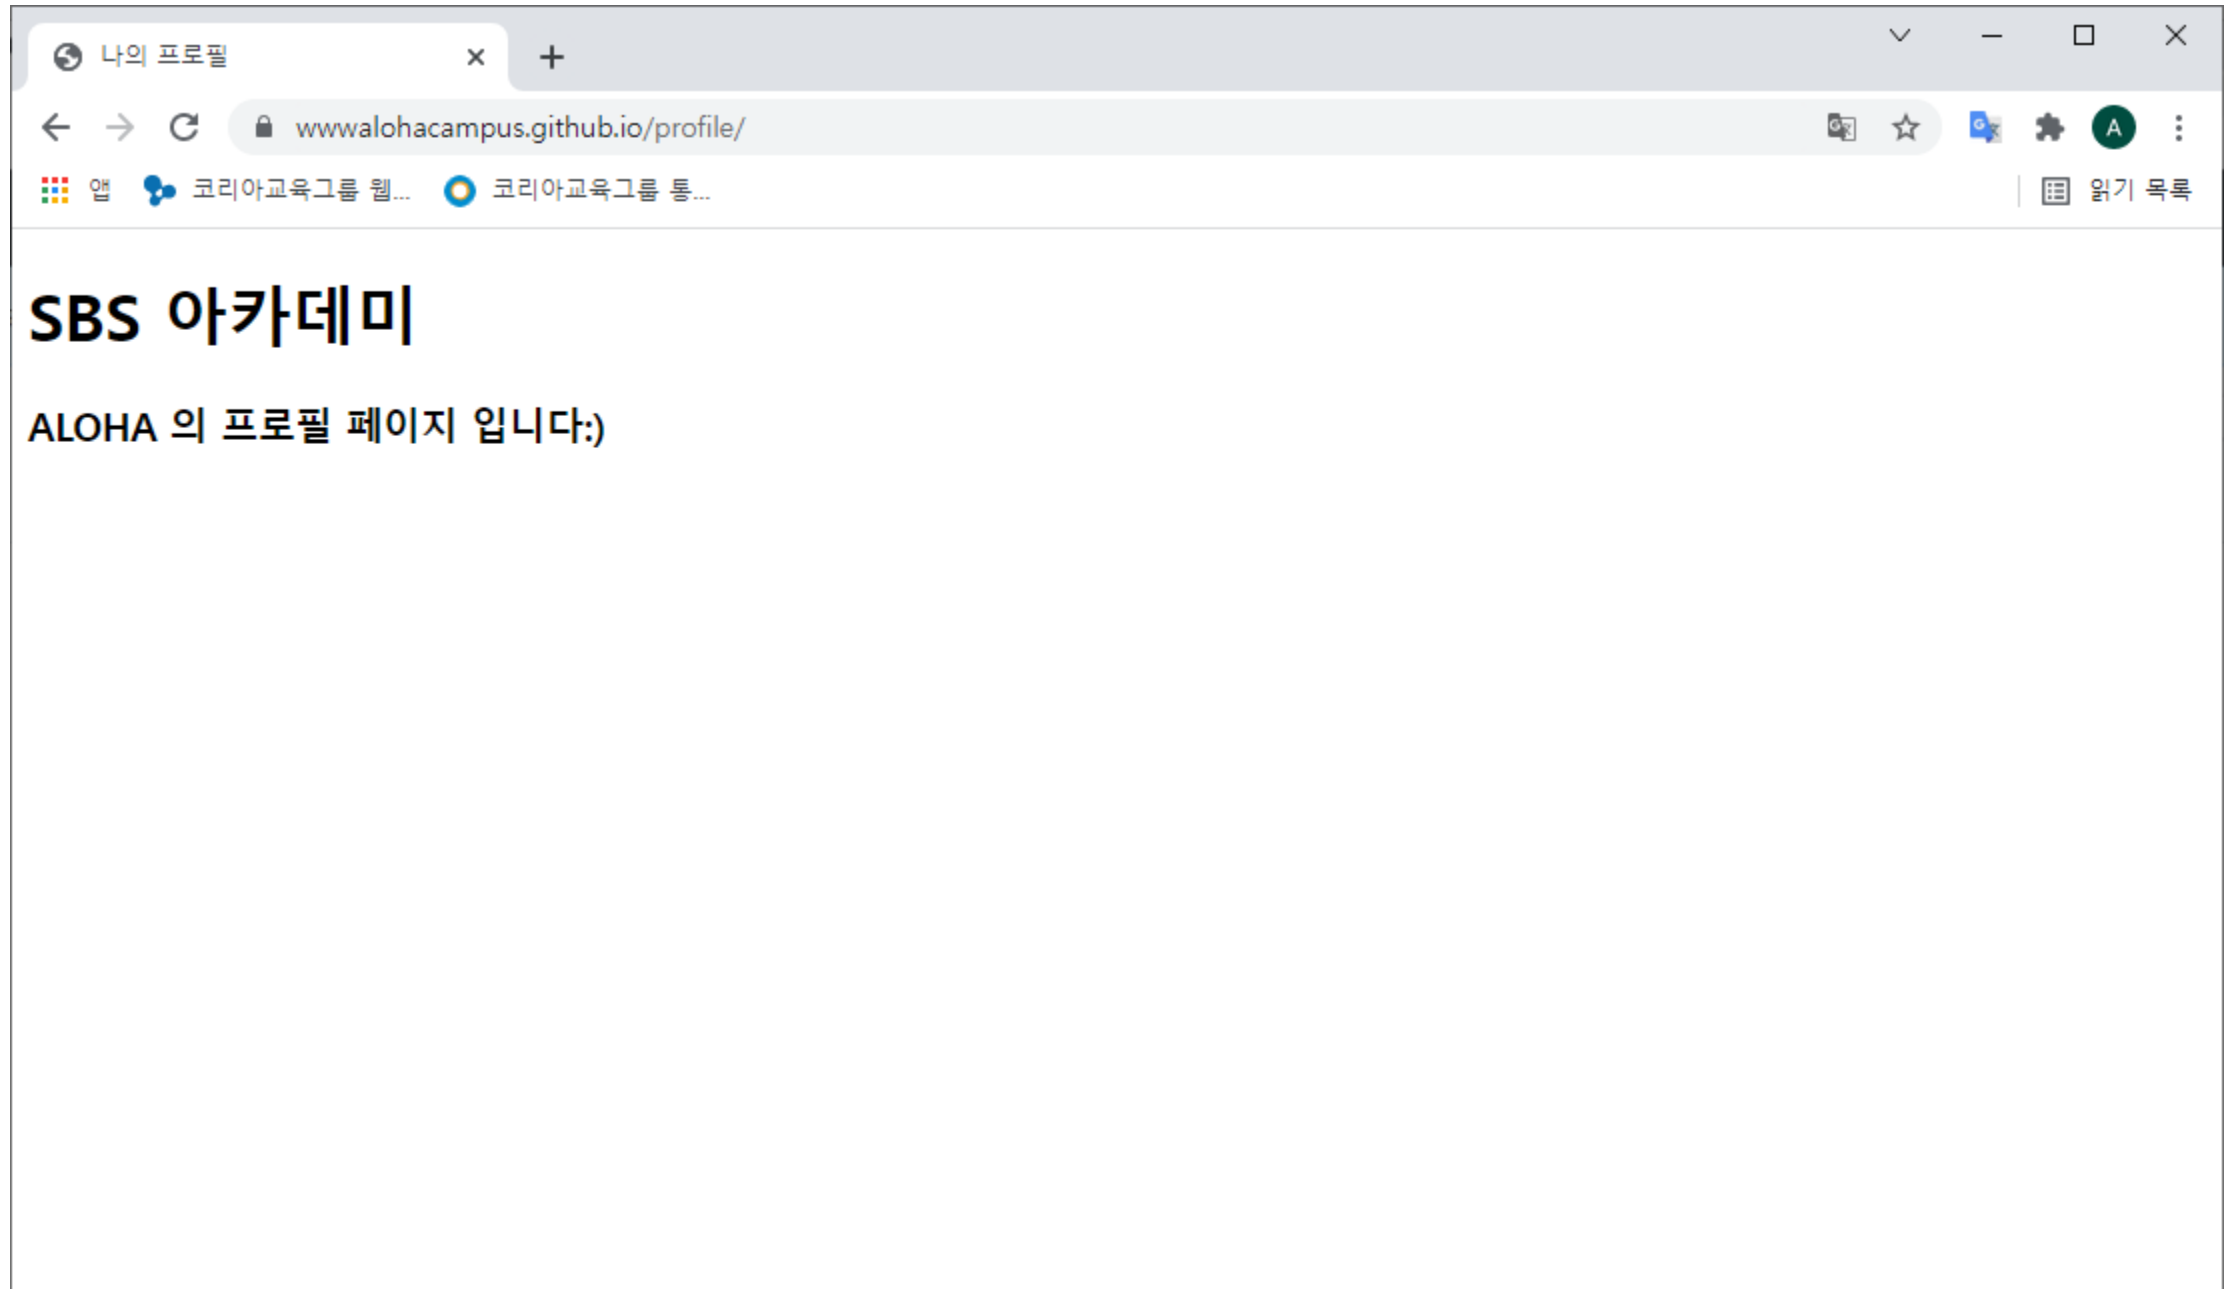 나의 프로필
wwwalohacampus.github.io/profile/
A
앱 코리아교육그룹 웹... 코리아교육그룹 통... 읽기 목록
SBS 아카데미
ALOHA 의 프로필 페이지 입니다:)